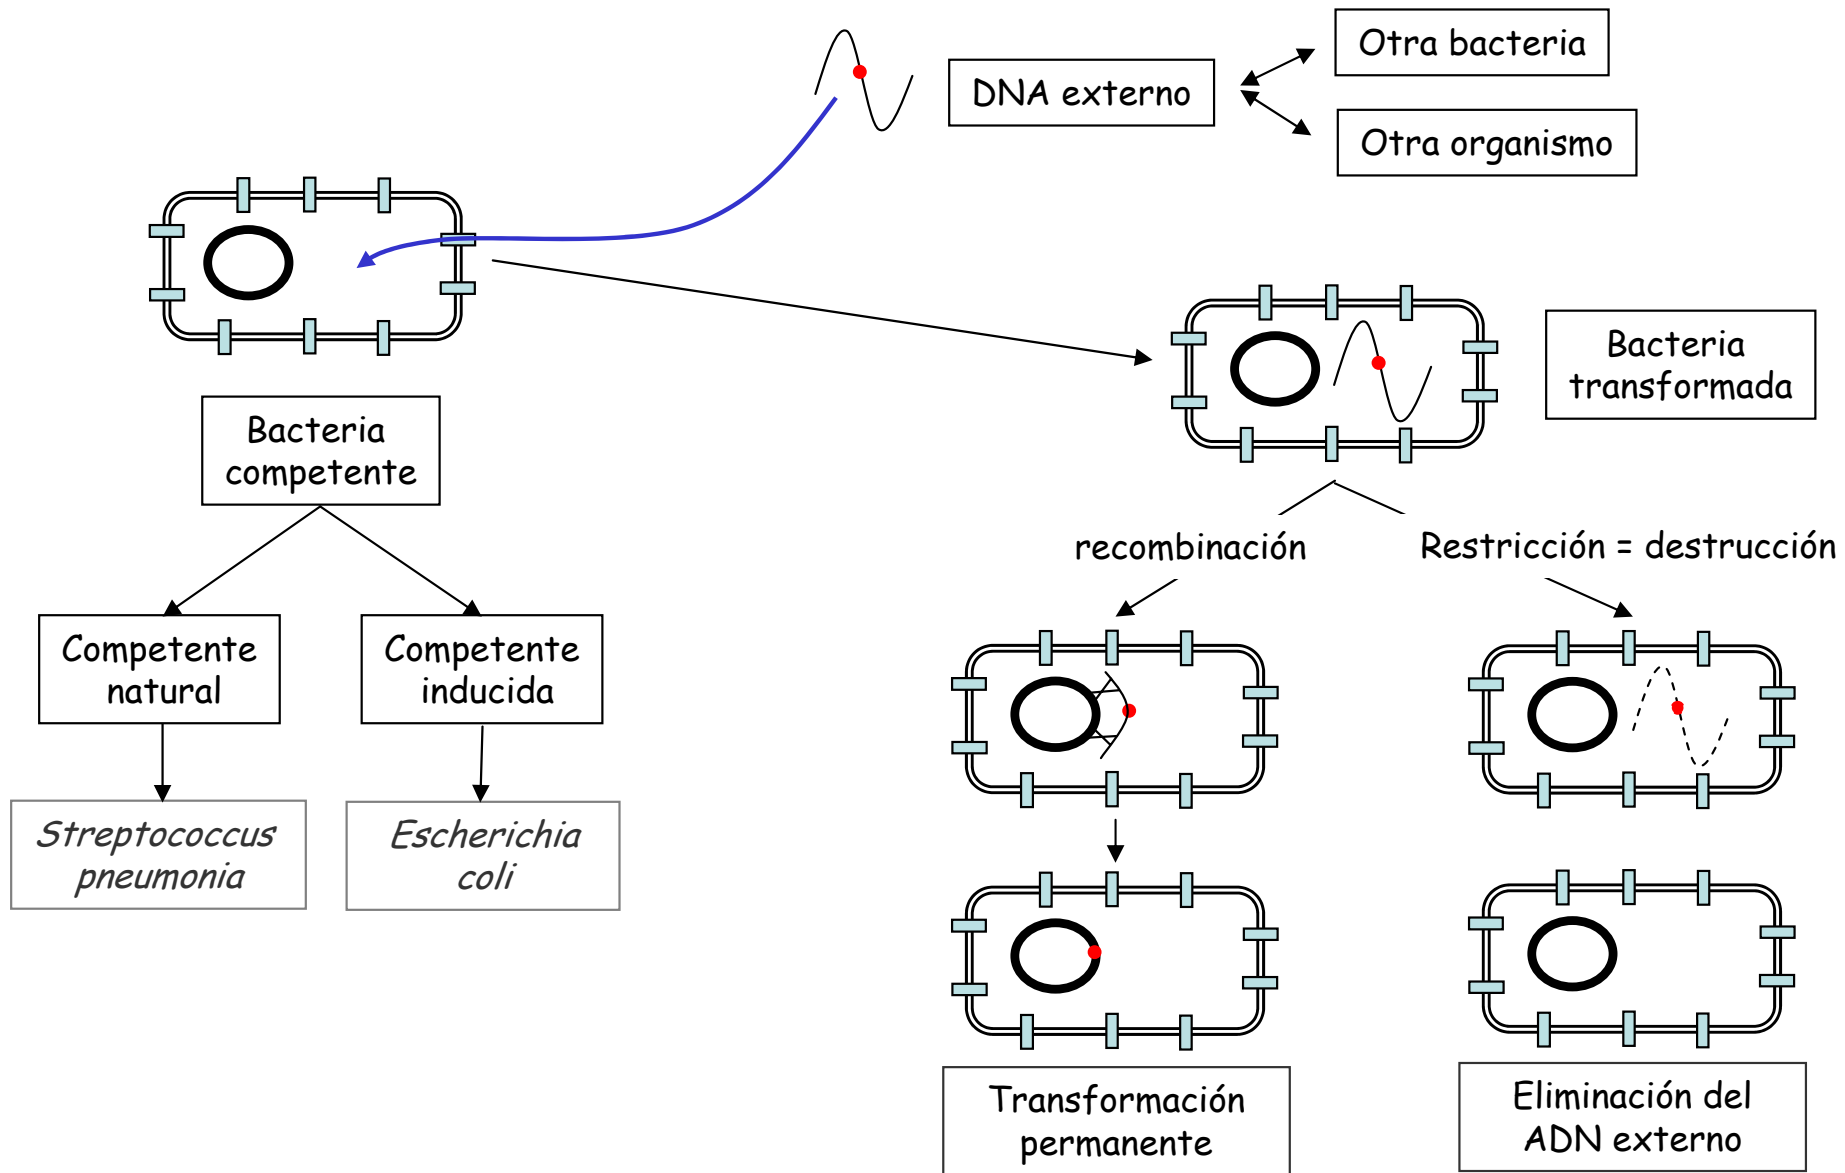 Otra bacteria
DNA externo
Otra organismo
Bacteria
transformada
Bacteria
competente
recombinación
Restricción = destrucción
Competente
natural
Competente
inducida
Streptococcus
pneumonia
Escherichia
coli
Transformación
permanente
Eliminación del
ADN externo